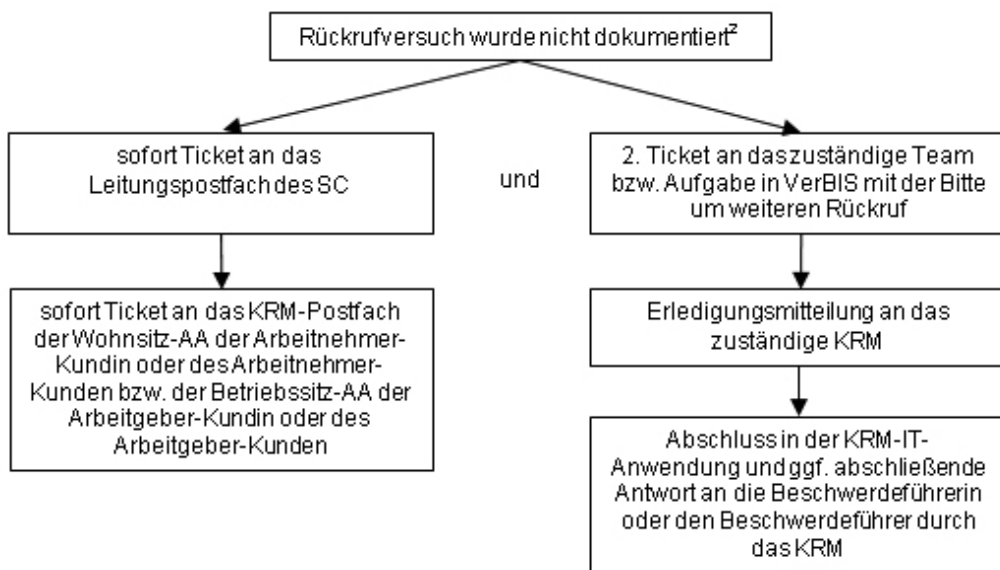 Rückrufversuch wurde nicht dokumentiert²
sofort Ticket an das
Leitungspostfach des SC
und
2. Ticket an das zuständige Team
bzw. Aufgabe in VerBIS mit der Bitte
um weiteren Rückruf
sofort Ticket an das KRM-Postfach
der Wohnsitz-AA der Arbeitnehmer-
Kundin oder des Arbeitnehmer-
Kunden bzw. der Betriebssitz-AA der
Arbeitgeber-Kundin oder des
Arbeitgeber-Kunden
Erledigungsmitteilung an das
zuständige KRM
Abschluss in der KRM-IT-
Anwendung und ggf. abschließende
Antwort an die Beschwerdeführerin
oder den Beschwerdeführer durch
das KRM